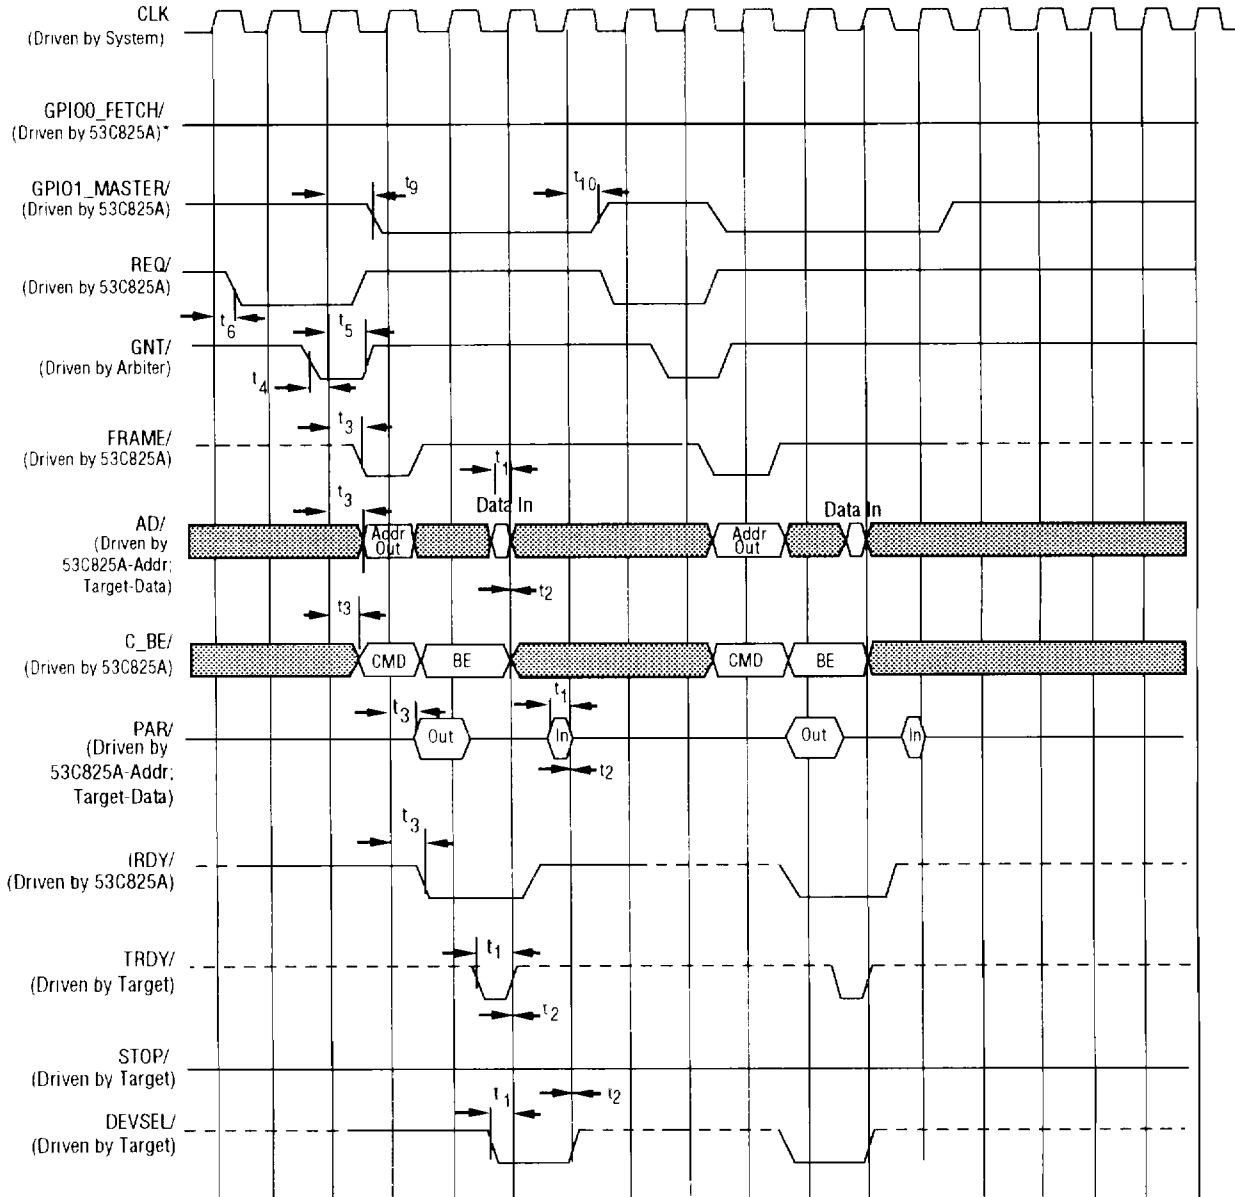 CLK
(Driven by System)
GPIO0_FETCH/
(Driven by 53C825A)*
GPIO1_MASTER/
(Driven by 53C825A)
t9
t10
REQ/
(Driven by 53C825A)
t6
t5
GNT/
(Driven by Arbiter)
t4
t3
FRAME/
(Driven by 53C825A)
t1
t3
Data In
Data In
AD/
(Driven by
53C825A-Addr;
Target-Data)
Addr
Out
Addr
Out
t2
t3
C_BE/
(Driven by 53C825A)
CMD
BE
CMD
BE
t1
t3
PAR/
(Driven by
53C825A-Addr;
Target-Data)
Out
In
Out
In
t2
t3
IRDY/
(Driven by 53C825A)
t1
TRDY/
(Driven by Target)
t2
STOP/
(Driven by Target)
t1
t2
DEVSEL/
(Driven by Target)